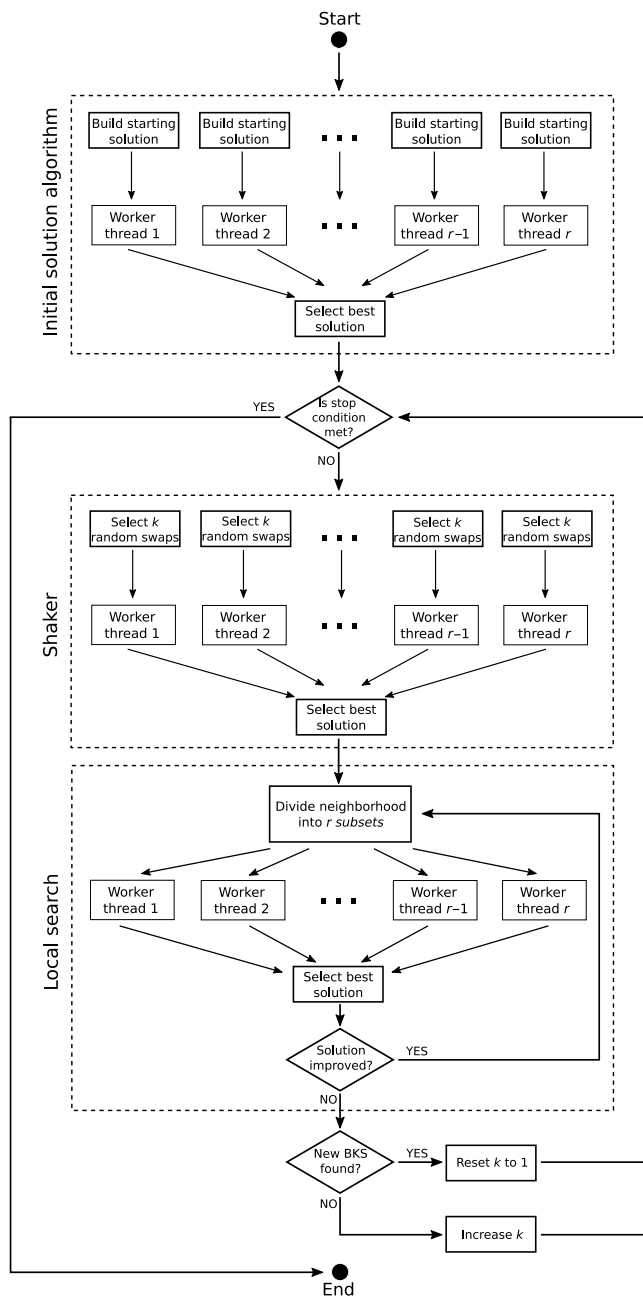 Start
Initial solution algorithm
Build starting
solution
Build starting
solution
Build starting
solution
Build starting
solution
Worker
thread 1
Worker
thread 2
Worker
thread r−1
Worker
thread r
Select best
solution
Is stop
condition
met?
YES
NO
Shaker
Select k
random swaps
Select k
random swaps
Select k
random swaps
Select k
random swaps
Worker
thread 1
Worker
thread 2
Worker
thread r−1
Worker
thread r
Select best
solution
Local search
Divide neighborhood
into r subsets
Worker
thread 1
Worker
thread 2
Worker
thread r−1
Worker
thread r
Select best
solution
Solution
improved?
YES
NO
New BKS
found?
YES
Reset k to 1
NO
Increase k
End